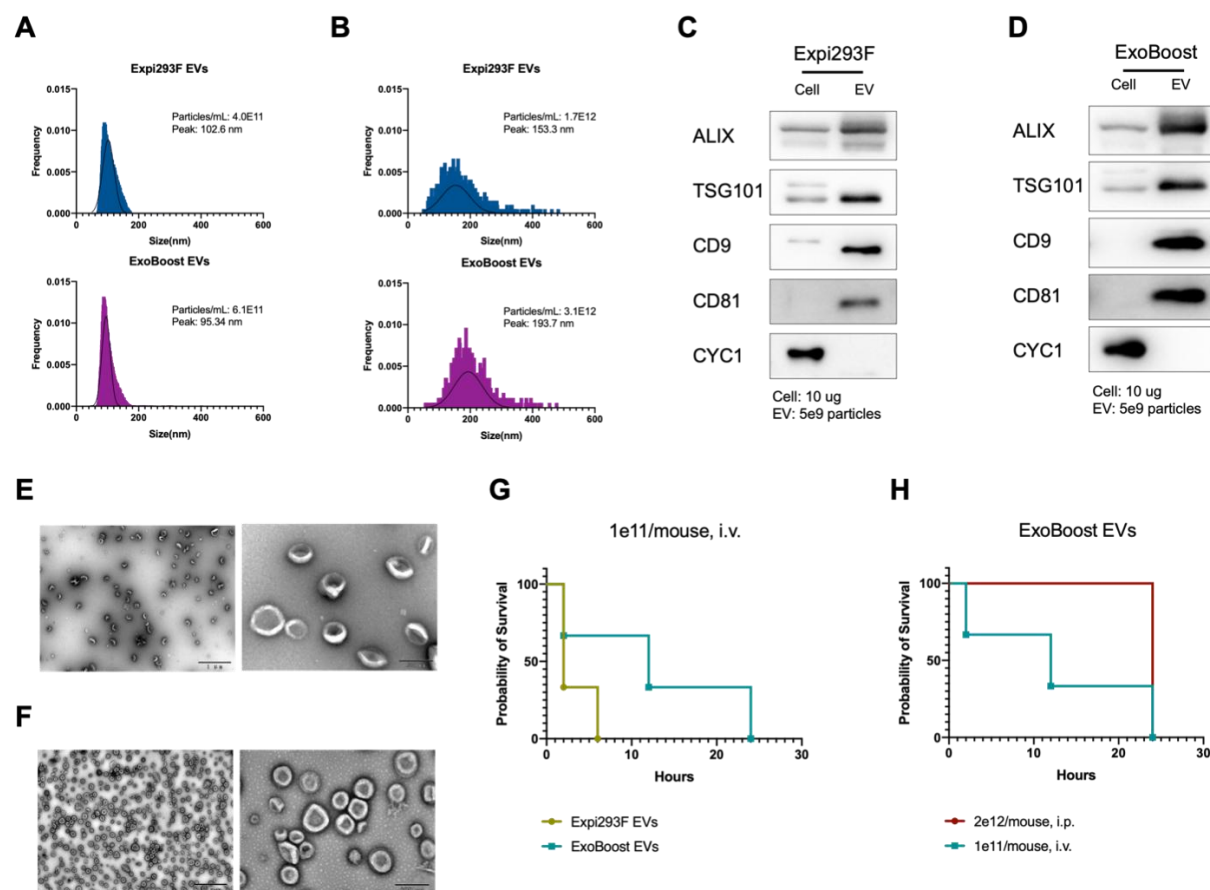 A
Expi293F EVs
Frequency
0.015
0.010
0.005
0.000
Particles/mL: 4.0E11
Peak: 102.6 nm
0
200
400
600
Size(nm)
ExoBoost EVs
Frequency
0.015
0.010
0.005
0.000
Particles/mL: 6.1E11
Peak: 95.34 nm
0
200
400
600
Size(nm)
B
Expi293F EVs
Frequency
0.015
0.010
0.005
0.000
Particles/mL: 1.7E12
Peak: 153.3 nm
0
200
400
600
Size(nm)
ExoBoost EVs
Frequency
0.015
0.010
0.005
0.000
Particles/mL: 3.1E12
Peak: 193.7 nm
0
200
400
600
Size(nm)
C
Expi293F
Cell EV
ALIX
TSG101
CD9
CD81
CYC1
Cell: 10 ug
EV: 5e9 particles
D
ExoBoost
Cell EV
ALIX
TSG101
CD9
CD81
CYC1
Cell: 10 ug
EV: 5e9 particles
E
F
G
1e11/mouse, i.v.
Probability of Survival
100
50
0
0
10
20
30
Hours
Expi293F EVs
ExoBoost EVs
H
ExoBoost EVs
Probability of Survival
100
50
0
0
10
20
30
Hours
2e12/mouse, i.p.
1e11/mouse, i.v.